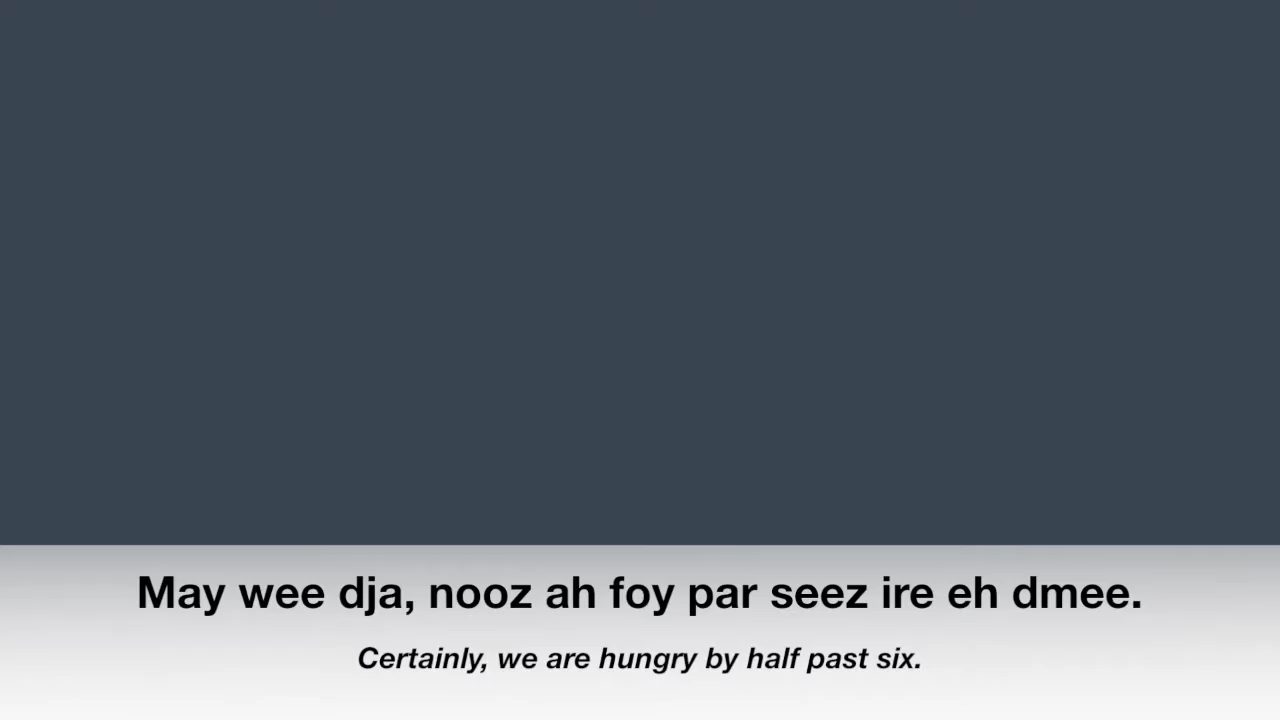 May wee dja, nooz ah foy par seez ire eh dmee.
Certainly, we are hungry by half past six.